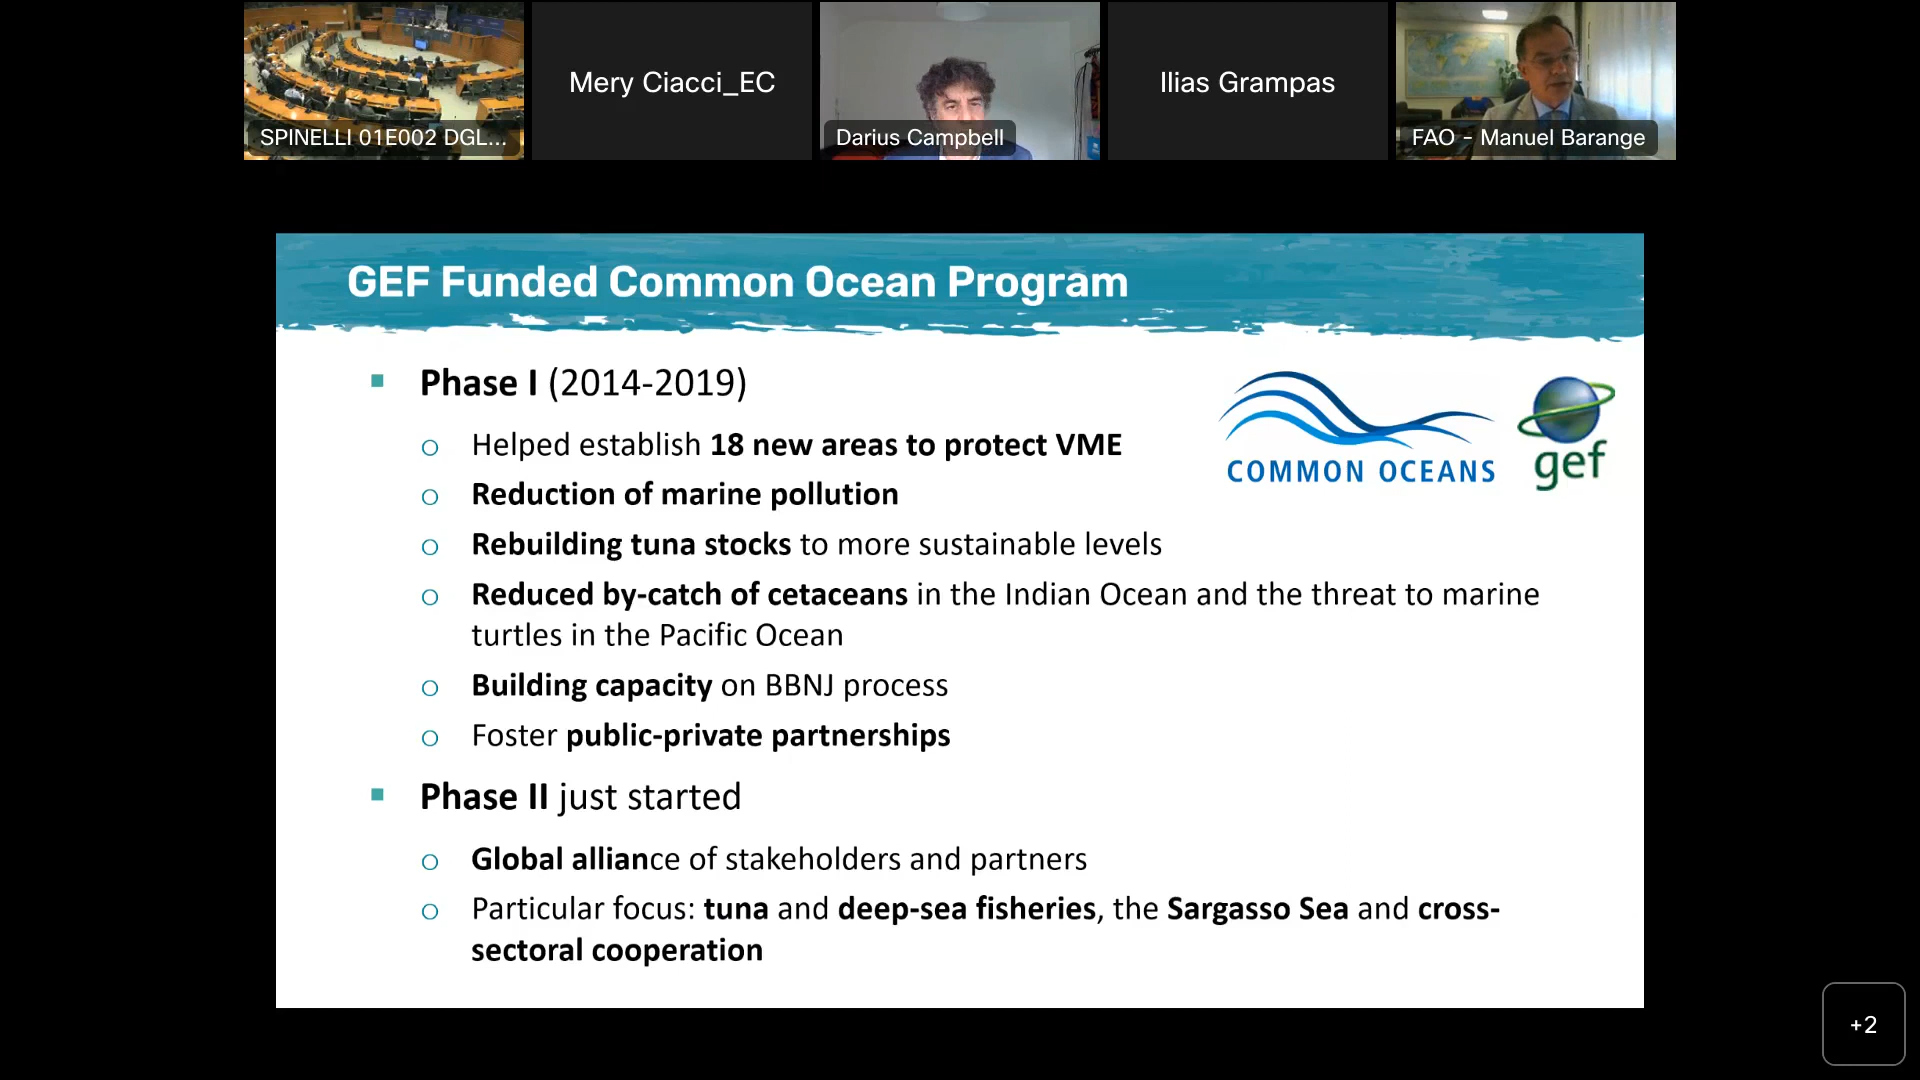 SPINELLI 01E002 DGL...
Mery Ciacci_EC
Darius Campbell
Ilias Grampas
FAO - Manuel Barange
GEF Funded Common Ocean Program
Phase I (2014-2019)
Helped establish 18 new areas to protect VME
Reduction of marine pollution
Rebuilding tuna stocks to more sustainable levels
Reduced by-catch of cetaceans in the Indian Ocean and the threat to marine
turtles in the Pacific Ocean
Building capacity on BBNJ process
Foster public-private partnerships
COMMON OCEANS
gef
Phase II just started
Global alliance of stakeholders and partners
Particular focus: tuna and deep-sea fisheries, the Sargasso Sea and cross-
sectoral cooperation
+2